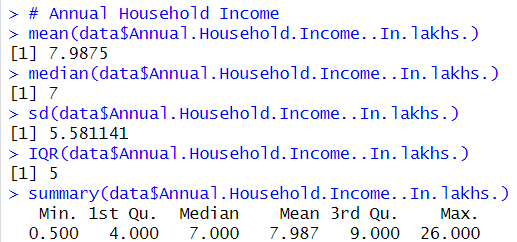 > # Annual Household Income
> mean(data$Annual.Household.Income..In.lakhs.)
[1] 7.9875
> median(data$Annual.Household.Income..In.lakhs.)
[1] 7
> sd(data$Annual.Household.Income..In.lakhs.)
[1] 5.581141
> IQR(data$Annual.Household.Income..In.lakhs.)
[1] 5
> summary(data$Annual.Household.Income..In.lakhs.)
   Min. 1st Qu.  Median    Mean 3rd Qu.    Max.
  0.500   4.000   7.000   7.987   9.000  26.000